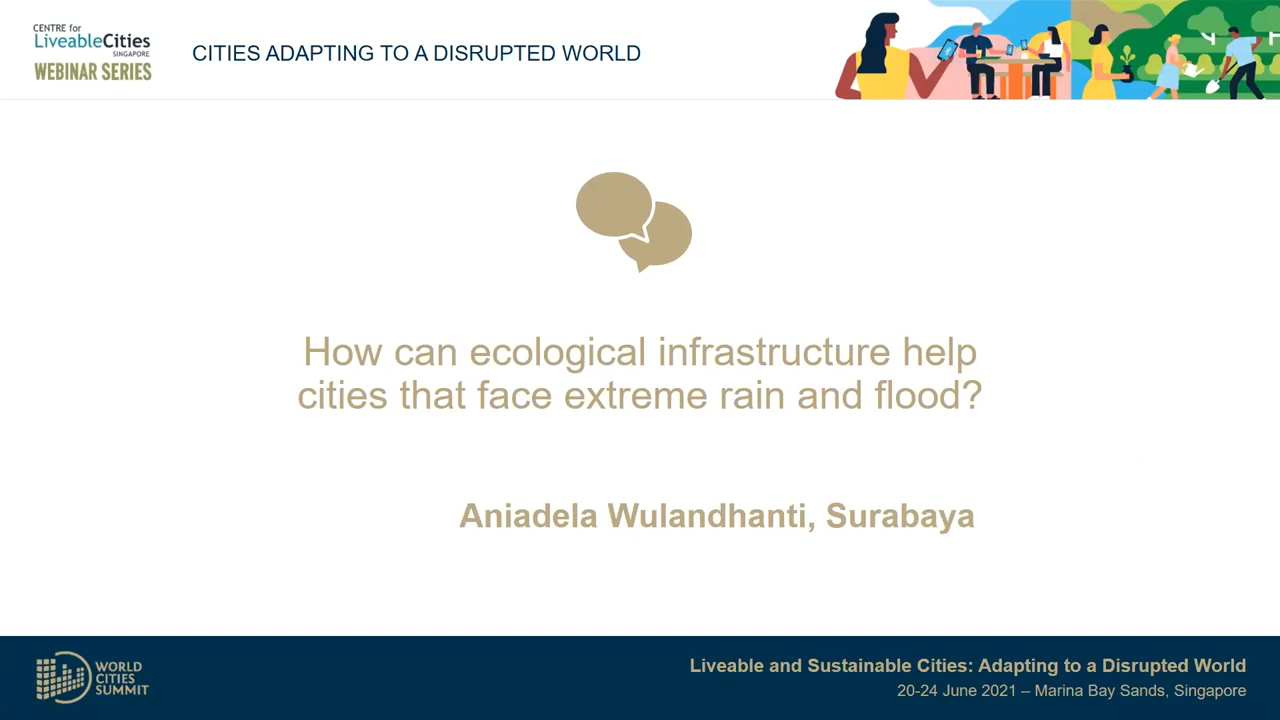 CENTRE for
LiveableCities
SINGAPORE
WEBINAR SERIES
CITIES ADAPTING TO A DISRUPTED WORLD
How can ecological infrastructure help
cities that face extreme rain and flood?
Aniadela Wulandhanti, Surabaya
WORLD
CITIES
SUMMIT
Liveable and Sustainable Cities: Adapting to a Disrupted World
20-24 June 2021 – Marina Bay Sands, Singapore